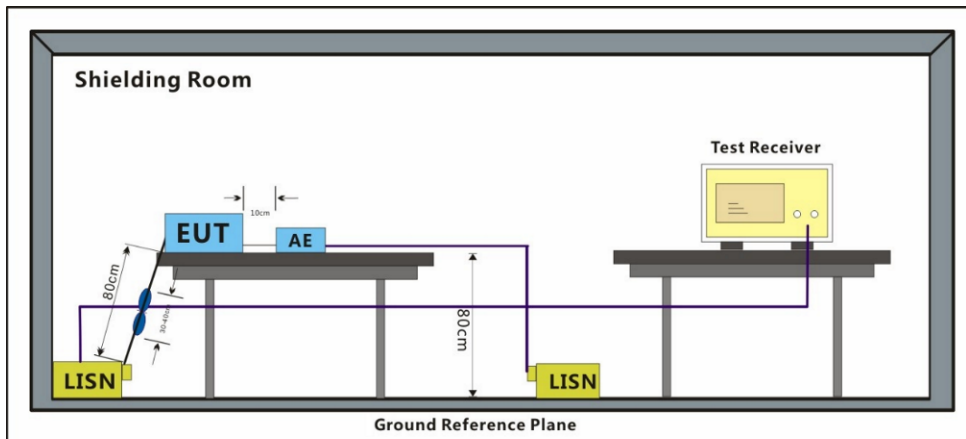 Shielding Room
Test Receiver
10cm
EUT
AE
80cm
30-40cm
80cm
LISN
LISN
Ground Reference Plane